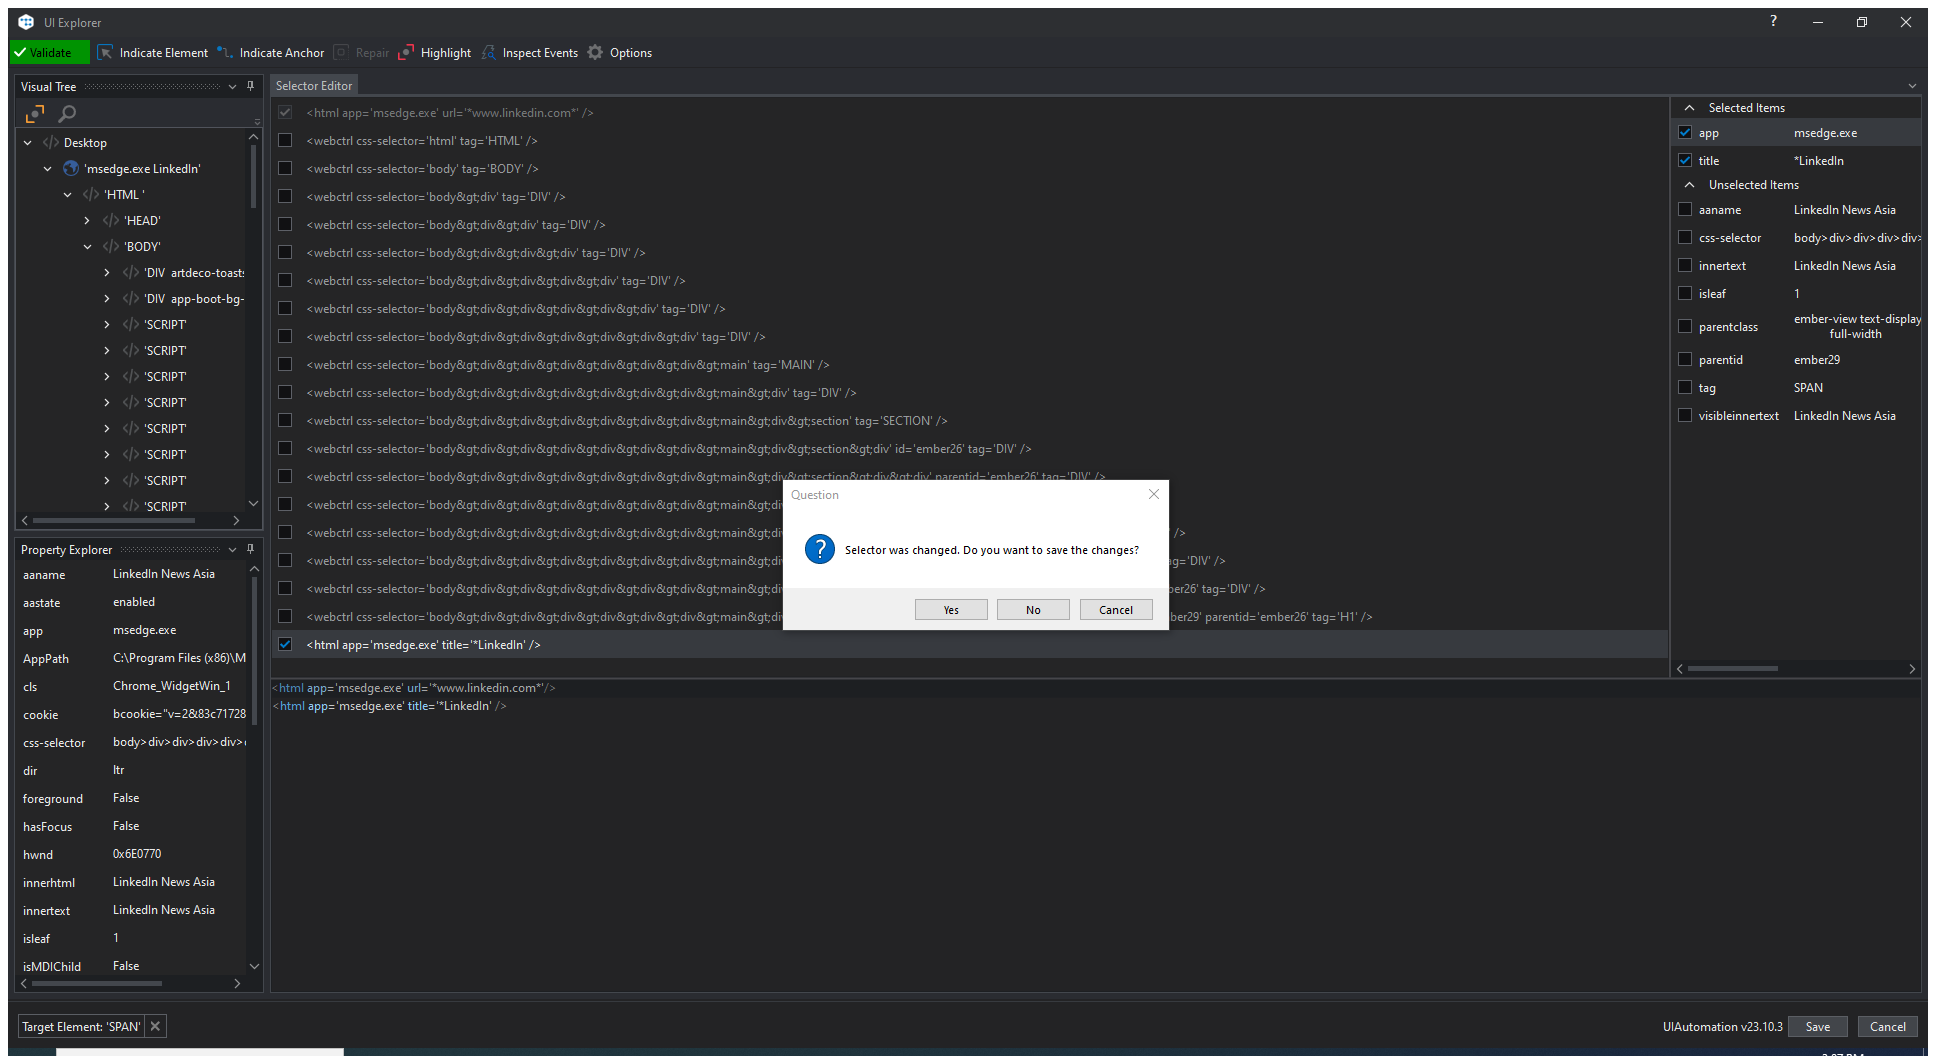 UI Explorer
?
Validate
Indicate Element
Indicate Anchor
Repair
Highlight
Inspect Events
Options
Visual Tree
Desktop
'msedge.exe LinkedIn'
'HTML '
'HEAD'
'BODY'
'DIV artdeco-toasts
'DIV app-boot-bg-
'SCRIPT'
'SCRIPT'
'SCRIPT'
'SCRIPT'
'SCRIPT'
'SCRIPT'
'SCRIPT'
'SCRIPT'
Property Explorer
aaname LinkedIn News Asia
aastate enabled
app msedge.exe
AppPath C:\Program Files (x86)\M
cls Chrome_WidgetWin_1
cookie bcookie="v=2&83c71728
css-selector body>div>div>div>div>
dir ltr
foreground False
hasFocus False
hwnd 0x6E0770
innerhtml LinkedIn News Asia
innertext LinkedIn News Asia
isleaf 1
isMDIChild False
Selector Editor
<html app='msedge.exe' url='*www.linkedin.com*' />
<webctrl css-selector='html' tag='HTML' />
<webctrl css-selector='body' tag='BODY' />
<webctrl css-selector='body&gt;div' tag='DIV' />
<webctrl css-selector='body&gt;div&gt;div' tag='DIV' />
<webctrl css-selector='body&gt;div&gt;div&gt;div' tag='DIV' />
<webctrl css-selector='body&gt;div&gt;div&gt;div&gt;div' tag='DIV' />
<webctrl css-selector='body&gt;div&gt;div&gt;div&gt;div&gt;div' tag='DIV' />
<webctrl css-selector='body&gt;div&gt;div&gt;div&gt;div&gt;div&gt;div' tag='DIV' />
<webctrl css-selector='body&gt;div&gt;div&gt;div&gt;div&gt;div&gt;div&gt;main' tag='MAIN' />
<webctrl css-selector='body&gt;div&gt;div&gt;div&gt;div&gt;div&gt;div&gt;main&gt;div' tag='DIV' />
<webctrl css-selector='body&gt;div&gt;div&gt;div&gt;div&gt;div&gt;div&gt;main&gt;div&gt;section' tag='SECTION' />
<webctrl css-selector='body&gt;div&gt;div&gt;div&gt;div&gt;div&gt;div&gt;main&gt;div&gt;section&gt;div' id='ember26' tag='DIV' />
<webctrl css-selector='body&gt;div&gt;div&gt;div&gt;div&gt;div&gt;div&gt;main&gt;div&gt;section&gt;div&gt;div' parentid='ember26' tag='DIV' />
<webctrl css-selector='body&gt;div&gt;div&gt;div&gt;div&gt;div&gt;div&gt;main&gt;div
<webctrl css-selector='body&gt;div&gt;div&gt;div&gt;div&gt;div&gt;div&gt;main&gt;div ' />
<webctrl css-selector='body&gt;div&gt;div&gt;div&gt;div&gt;div&gt;div&gt;main&gt;div g='DIV' />
<webctrl css-selector='body&gt;div&gt;div&gt;div&gt;div&gt;div&gt;div&gt;main&gt;div ber26' tag='DIV' />
<webctrl css-selector='body&gt;div&gt;div&gt;div&gt;div&gt;div&gt;div&gt;main&gt;div ber29' parentid='ember26' tag='H1' />
<html app='msedge.exe' title='*LinkedIn' />
Question
Selector was changed. Do you want to save the changes?
Yes
No
Cancel
<html app='msedge.exe' url='*www.linkedin.com*'/>
<html app='msedge.exe' title='*LinkedIn' />
Selected Items
app msedge.exe
title *LinkedIn
Unselected Items
aaname LinkedIn News Asia
css-selector body>div>div>div>div>
innertext LinkedIn News Asia
isleaf 1
parentclass ember-view text-display
full-width
parentid ember29
tag SPAN
visibleinnertext LinkedIn News Asia
Target Element: 'SPAN'
UIAutomation v23.10.3
Save
Cancel